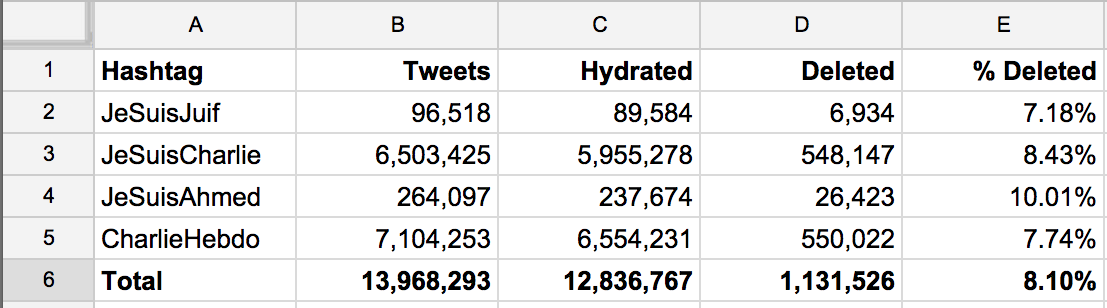 A B C D E
1 Hashtag Tweets Hydrated Deleted % Deleted
2 JeSuisJuif 96,518 89,584 6,934 7.18%
3 JeSuisCharlie 6,503,425 5,955,278 548,147 8.43%
4 JeSuisAhmed 264,097 237,674 26,423 10.01%
5 CharlieHebdo 7,104,253 6,554,231 550,022 7.74%
6 Total 13,968,293 12,836,767 1,131,526 8.10%